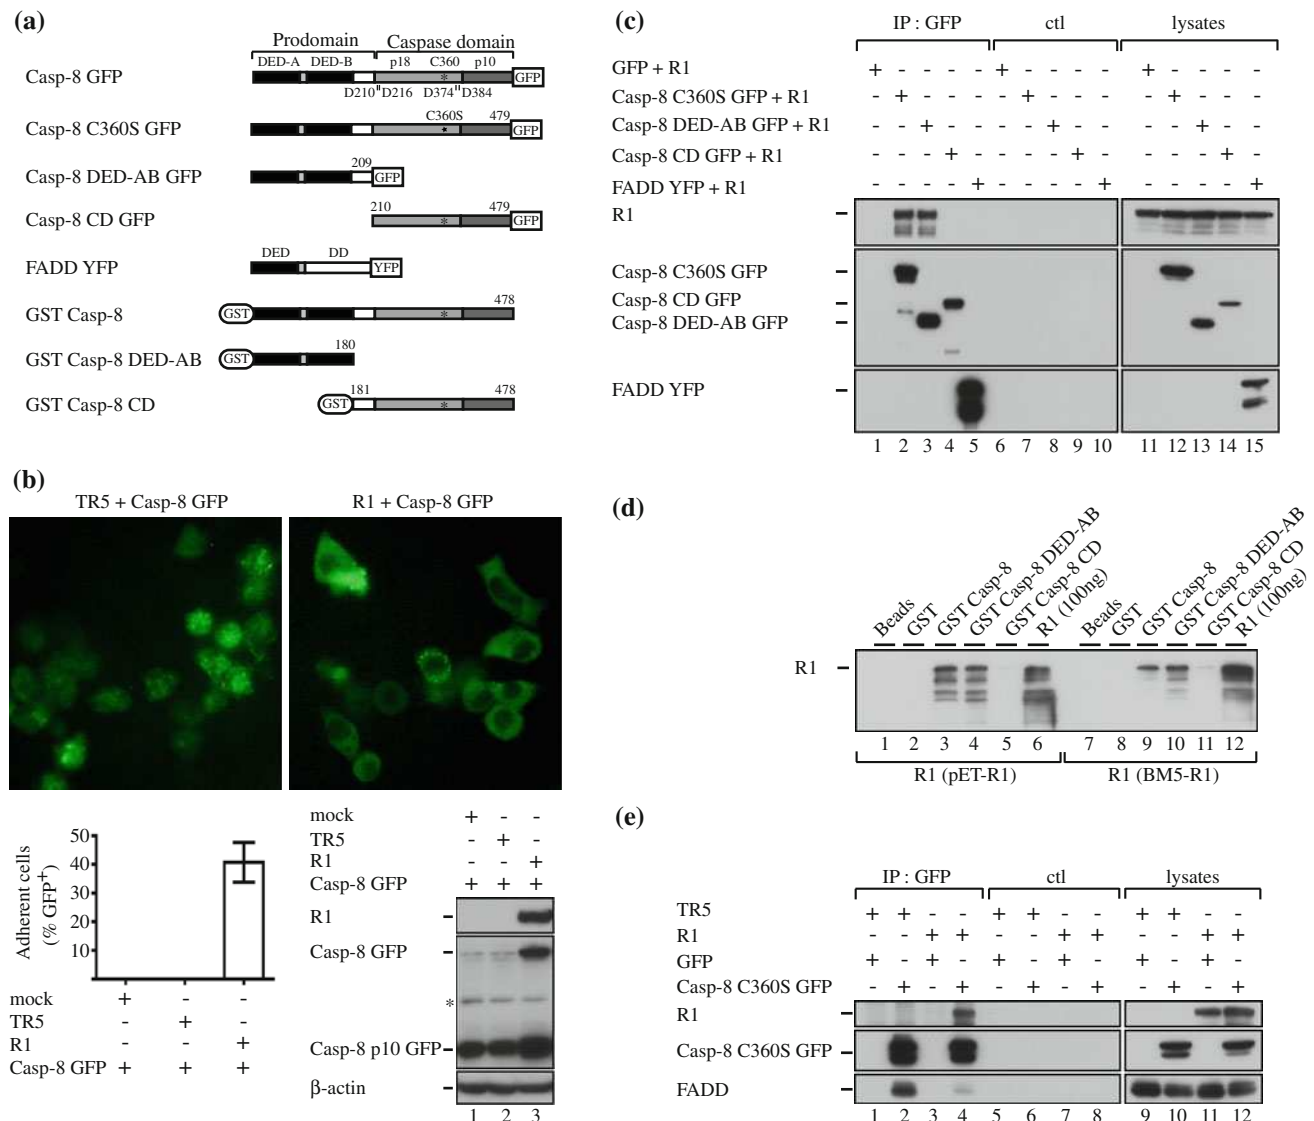 (a)
Prodomain Caspase domain
DED-A DED-B p18 C360 p10
Casp-8 GFP * GFP
D210 D216 D374 D384
C360S
Casp-8 C360S GFP 479 GFP
209
Casp-8 DED-AB GFP GFP
210 479
Casp-8 CD GFP * GFP
DED DD
FADD YFP YFP
478
GST Casp-8 GST *
180
GST Casp-8 DED-AB GST
181 478
GST Casp-8 CD GST *
(b)
TR5 + Casp-8 GFP R1 + Casp-8 GFP
Adherent cells
(% GFP+)
50
40
30
20
10
mock + - -
TR5 - + -
R1 - - +
Casp-8 GFP + + +
mock + - -
TR5 - + -
R1 - - +
Casp-8 GFP + + +
R1
Casp-8 GFP
*
Casp-8 p10 GFP
β-actin
1 2 3
(c)
IP : GFP ctl lysates
GFP + R1 + - - - - + - - - - + - - - -
Casp-8 C360S GFP + R1 - + - - - - + - - - - + - - -
Casp-8 DED-AB GFP + R1 - - + - - - - + - - - - + - -
Casp-8 CD GFP + R1 - - - + - - - - + - - - - + -
FADD YFP + R1 - - - - + - - - - + - - - - +
R1
Casp-8 C360S GFP
Casp-8 CD GFP
Casp-8 DED-AB GFP
FADD YFP
1 2 3 4 5 6 7 8 9 10 11 12 13 14 15
(d)
Beads GST GST Casp-8 GST Casp-8 DED-AB GST Casp-8 CD R1 (100ng) Beads GST GST Casp-8 GST Casp-8 DED-AB GST Casp-8 CD R1 (100ng)
R1
1 2 3 4 5 6 7 8 9 10 11 12
R1 (pET-R1) R1 (BM5-R1)
(e)
IP : GFP ctl lysates
TR5 + + - - + + - - + + - -
R1 - - + + - - + + - - + +
GFP + - + - + - + - + - + -
Casp-8 C360S GFP - + - + - + - + - + - +
R1
Casp-8 C360S GFP
FADD
1 2 3 4 5 6 7 8 9 10 11 12